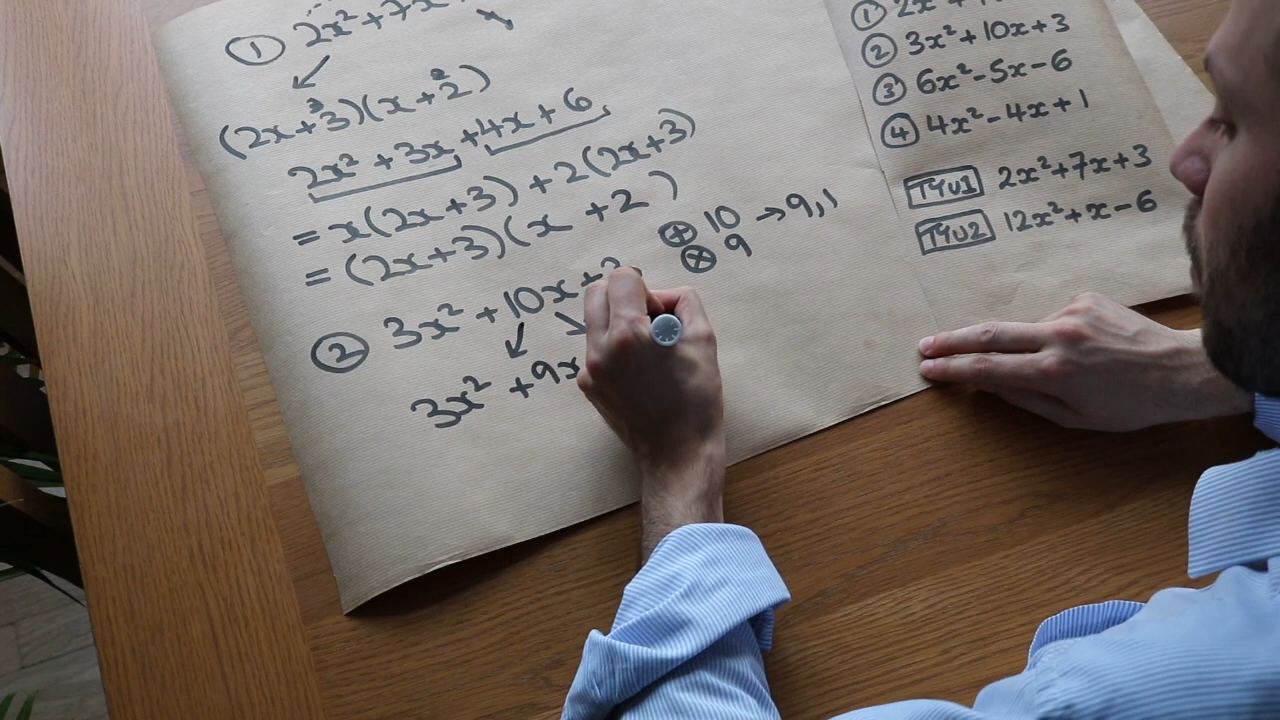 ① 2x² + 7x
(2x+3)(x+2)
2x² + 3x + 4x + 6
= x(2x+3) + 2(2x+3)
= (2x+3)(x + 2)
⊕ 10 → 9,1
⊗ 9
② 3x² + 10x +
3x² + 9x
① 2x²
② 3x² + 10x + 3
③ 6x² - 5x - 6
④ 4x² - 4x + 1
TYU1 2x² + 7x + 3
TYU2 12x² + x - 6